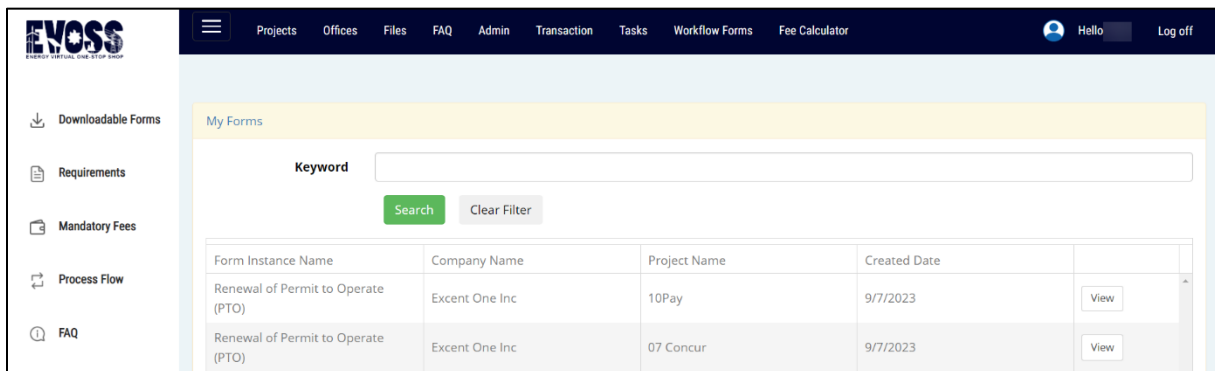 EVOSS
ENERGY VIRTUAL ONE-STOP SHOP
Projects Offices Files FAQ Admin Transaction Tasks Workflow Forms Fee Calculator Hello Log off
Downloadable Forms
Requirements
Mandatory Fees
Process Flow
FAQ
My Forms
Keyword
Search Clear Filter
Form Instance Name Company Name Project Name Created Date
Renewal of Permit to Operate
(PTO) Excent One Inc 10Pay 9/7/2023 View
Renewal of Permit to Operate
(PTO) Excent One Inc 07 Concur 9/7/2023 View